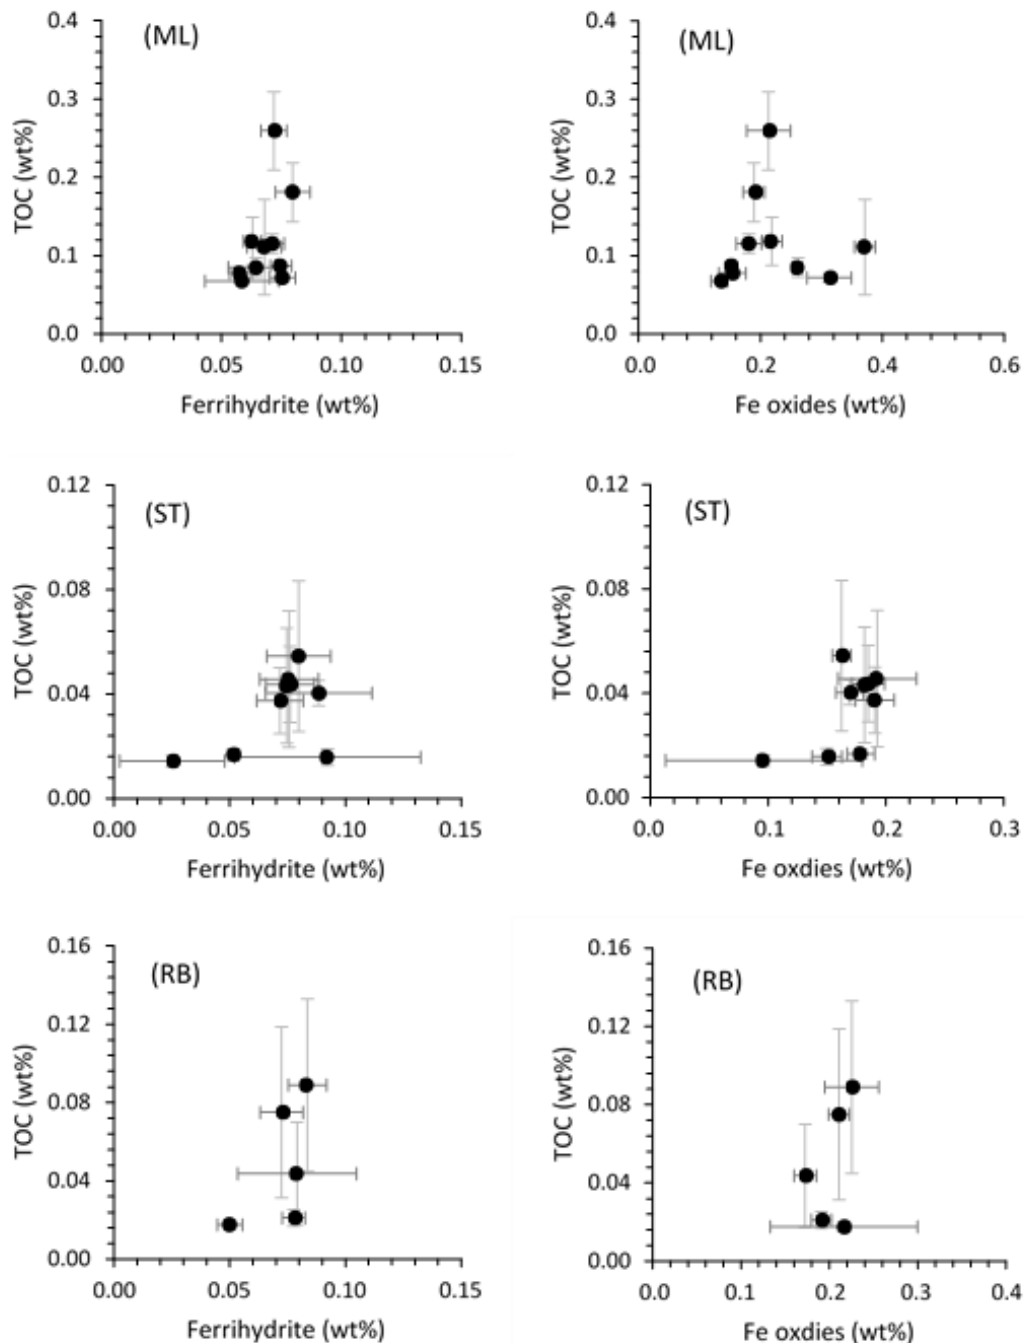 0.4
(ML)
0.3
0.2
0.1
0.0
TOC (wt%)
0.00 0.05 0.10 0.15
Ferrihydrite (wt%)
0.4
(ML)
0.3
0.2
0.1
0.0
TOC (wt%)
0.0 0.2 0.4 0.6
Fe oxides (wt%)
0.12
(ST)
0.08
0.04
0.00
TOC (wt%)
0.00 0.05 0.10 0.15
Ferrihydrite (wt%)
0.12
(ST)
0.08
0.04
0.00
TOC (wt%)
0.0 0.1 0.2 0.3
Fe oxdies (wt%)
0.16
(RB)
0.12
0.08
0.04
0.00
TOC (wt%)
0.00 0.05 0.10 0.15
Ferrihydrite (wt%)
0.16
(RB)
0.12
0.08
0.04
0.00
TOC (wt%)
0.0 0.1 0.2 0.3 0.4
Fe oxdies (wt%)